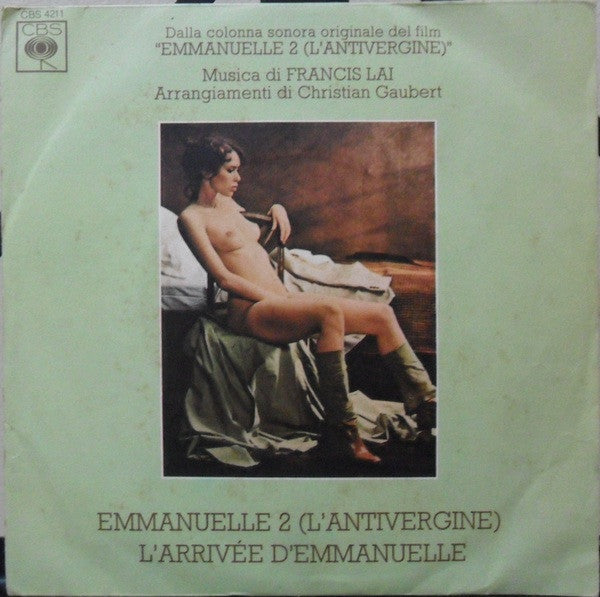 CBS 4211
CBS
Dalla colonna sonora originale del film
"EMMANUELLE 2 (L'ANTIVERGINE)"
Musica di FRANCIS LAI
Arrangiamenti di Christian Gaubert
EMMANUELLE 2 (L'ANTIVERGINE)
L'ARRIVÉE D'EMMANUELLE